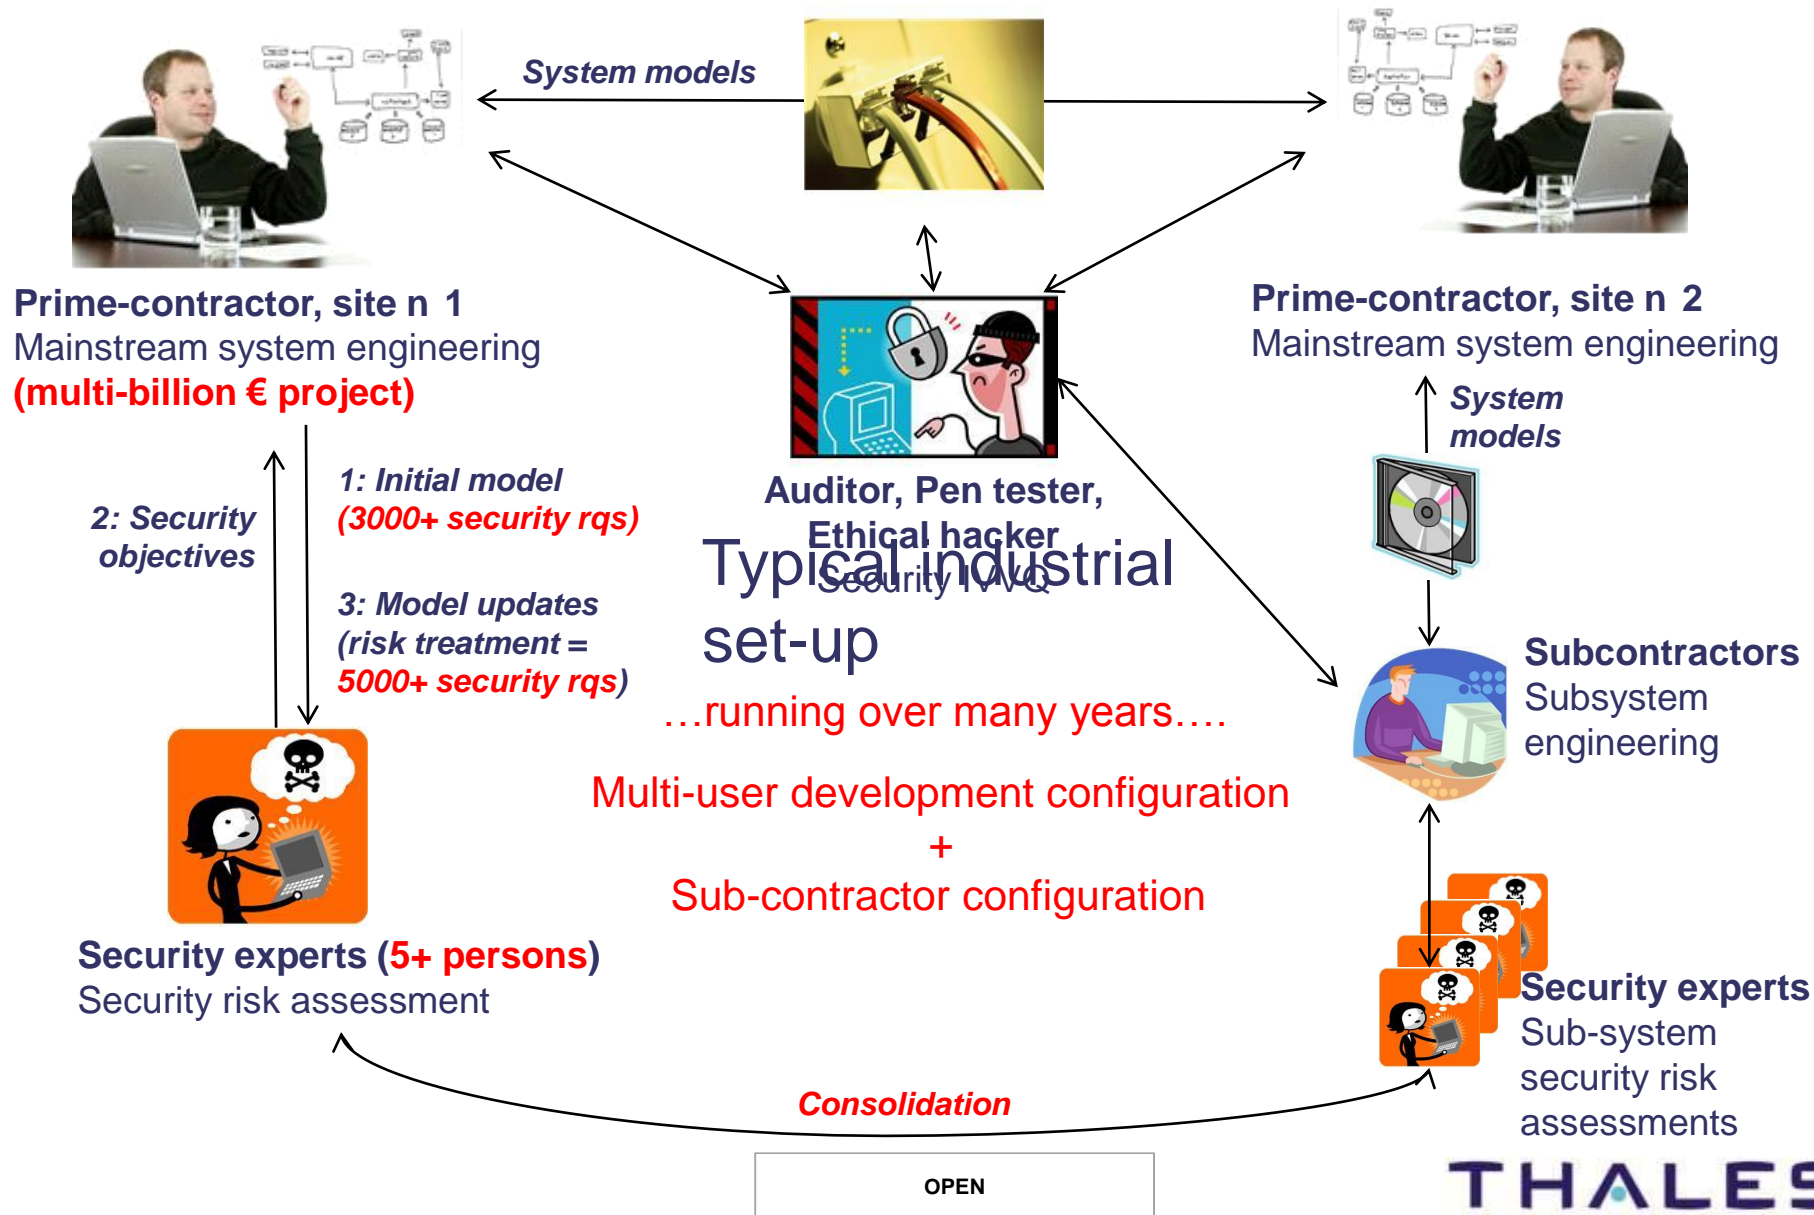 System models
Prime-contractor, site n 1
Mainstream system engineering
(multi-billion € project)
Prime-contractor, site n 2
Mainstream system engineering
System
models
1: Initial model
(3000+ security rqs)
2: Security
objectives
3: Model updates
(risk treatment =
5000+ security rqs)
Auditor, Pen tester,
Ethical hacker
Security IVVQ
Typical industrial
set-up
…running over many years….
Multi-user development configuration
+
Sub-contractor configuration
Subcontractors
Subsystem
engineering
Security experts (5+ persons)
Security risk assessment
Security experts
Sub-system
security risk
assessments
Consolidation
OPEN
THALES